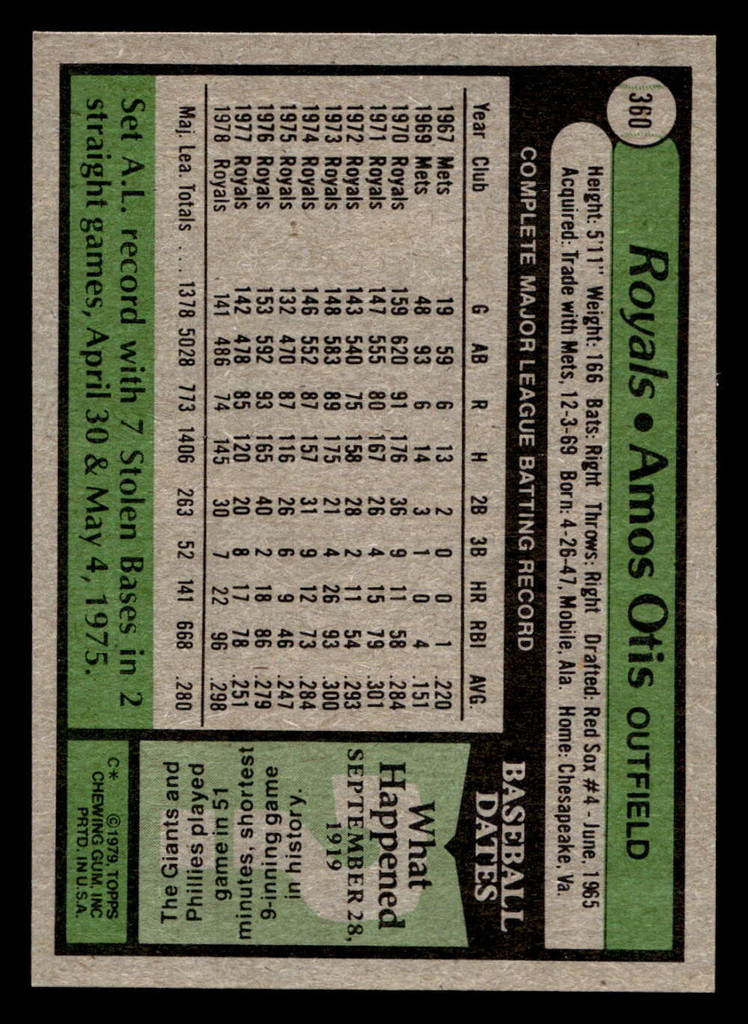 360
Royals • Amos Otis OUTFIELD
Height: 5'11" Weight: 166 Bats: Right Throws: Right Drafted: Red Sox #4 - June, 1965
Acquired: Trade with Mets, 12-3-69 Born: 4-26-47, Mobile, Ala. Home: Chesapeake, Va.
COMPLETE MAJOR LEAGUE BATTING RECORD
Year Club G AB R H 2B 3B HR RBI AVG.
1967 Mets 19 59 6 13 2 0 0 1 .220
1969 Mets 48 93 6 14 3 1 0 4 .151
1970 Royals 159 620 91 176 36 9 11 58 .284
1971 Royals 147 555 80 167 26 4 15 79 .301
1972 Royals 143 540 75 158 28 2 11 54 .293
1973 Royals 148 583 89 175 21 4 26 93 .300
1974 Royals 146 552 87 157 31 9 12 73 .284
1975 Royals 132 470 87 116 26 6 9 46 .247
1976 Royals 153 592 93 165 40 2 18 86 .279
1977 Royals 142 478 85 120 20 8 17 78 .251
1978 Royals 141 486 74 145 30 7 22 96 .298
Maj. Lea. Totals .... 1378 5028 773 1406 263 52 141 668 .280
Set A.L. record with 7 Stolen Bases in 2
straight games, April 30 & May 4, 1975.
BASEBALL
DATES
What
Happened
SEPTEMBER 28,
1919
The Giants and
Phillies played
game in 51
minutes, shortest
9-inning game
in history.
C* ©1979, TOPPS
CHEWING GUM, INC
PRTD. IN U.S.A.